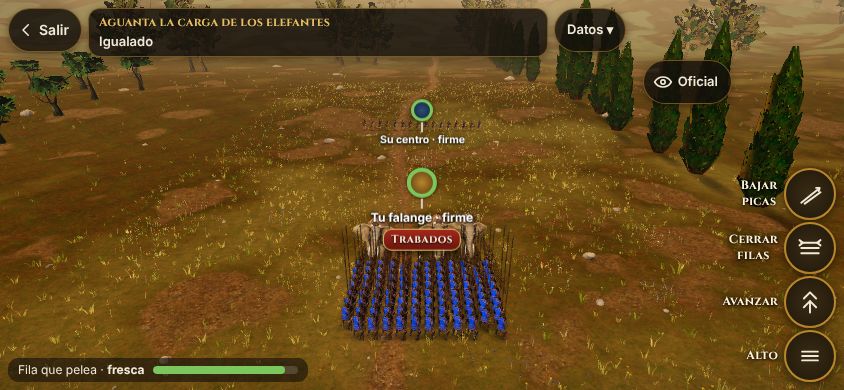 Salir
AGUANTA LA CARGA DE LOS ELEFANTES
Igualado
Datos ▾
Oficial
Su centro · firme
Tu falange · firme
TRABADOS
BAJAR
PICAS
CERRAR
FILAS
AVANZAR
ALTO
Fila que pelea · fresca